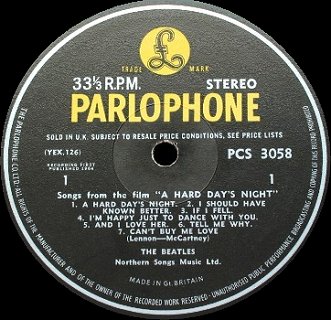 £
TRADE MARK
33⅓ R.P.M. STEREO
PARLOPHONE
SOLD IN U.K. SUBJECT TO RESALE PRICE CONDITIONS, SEE PRICE LISTS
(YEX.126) PCS 3058
RECORDING FIRST
PUBLISHED 1964
1 1
Songs from the film "A HARD DAY'S NIGHT"
1. A HARD DAY'S NIGHT. 2. I SHOULD HAVE
KNOWN BETTER. 3. IF I FELL.
4. I'M HAPPY JUST TO DANCE WITH YOU.
5. AND I LOVE HER. 6. TELL ME WHY.
7. CAN'T BUY ME LOVE
(Lennon—McCartney)
THE BEATLES
Northern Songs Music Ltd.
MADE IN GT. BRITAIN
THE PARLOPHONE CO. LTD. ALL RIGHTS OF THE MANUFACTURER AND OF THE OWNER OF THE RECORDED WORK RESERVED · UNAUTHORISED PUBLIC PERFORMANCE BROADCASTING AND COPYING OF THIS RECORD PROHIBITED